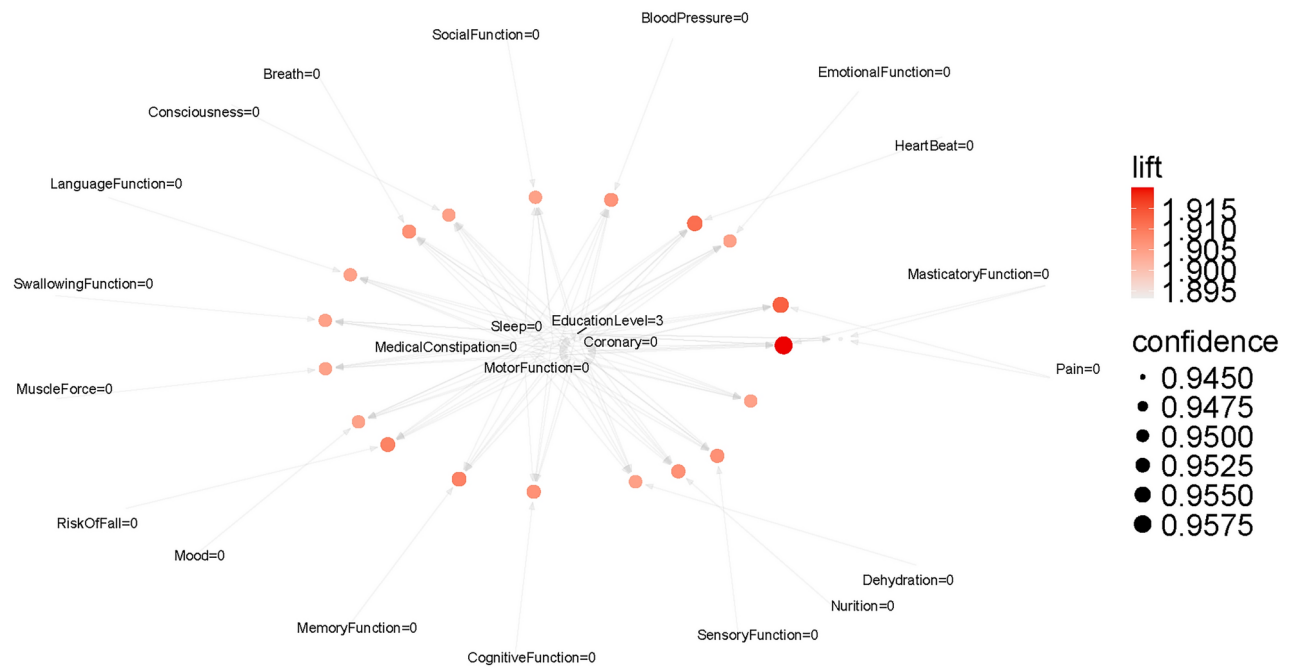 BloodPressure=0
SocialFunction=0
Breath=0
EmotionalFunction=0
Consciousness=0
HeartBeat=0
LanguageFunction=0
MasticatoryFunction=0
SwallowingFunction=0
EducationLevel=3
Sleep=0
Coronary=0
MedicalConstipation=0
MotorFunction=0
Pain=0
MuscleForce=0
RiskOfFall=0
Mood=0
Dehydration=0
Nurition=0
MemoryFunction=0
SensoryFunction=0
CognitiveFunction=0
lift
1.915
1.910
1.905
1.900
1.895
confidence
0.9450
0.9475
0.9500
0.9525
0.9550
0.9575